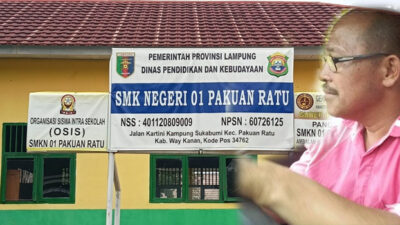 PEMERINTAH PROVINSI LAMPUNG
DINAS PENDIDIKAN DAN KEBUDAYAAN
SMK NEGERI 01 PAKUAN RATU
NSS : 401120809009 NPSN : 60726125
Jalan Kartini Kampung Sukabumi Kec. Pakuan Ratu
Kab. Way Kanan, Kode Pos 34762
ORGANISASI SISWA INTRA SEKOLAH
(OSIS)
SMKN 01 PAKUAN RATU
SMKN 01